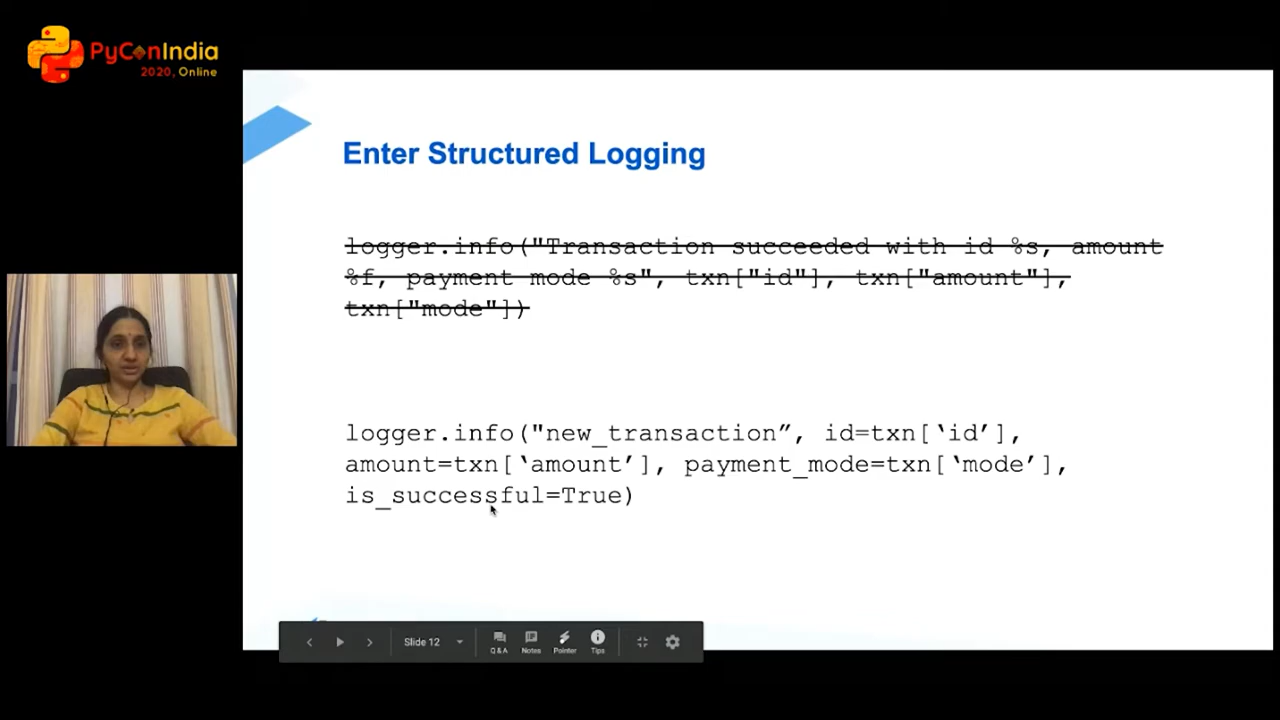 PyConIndia
2020, Online
Enter Structured Logging
logger.info("Transaction succeeded with id %s, amount
%f, payment mode %s", txn["id"], txn["amount"],
txn["mode"])
logger.info("new_transaction”, id=txn[‘id’],
amount=txn[‘amount’], payment_mode=txn[‘mode’],
is_successful=True)
Slide 12
Q&A
Notes
Pointer
Tips